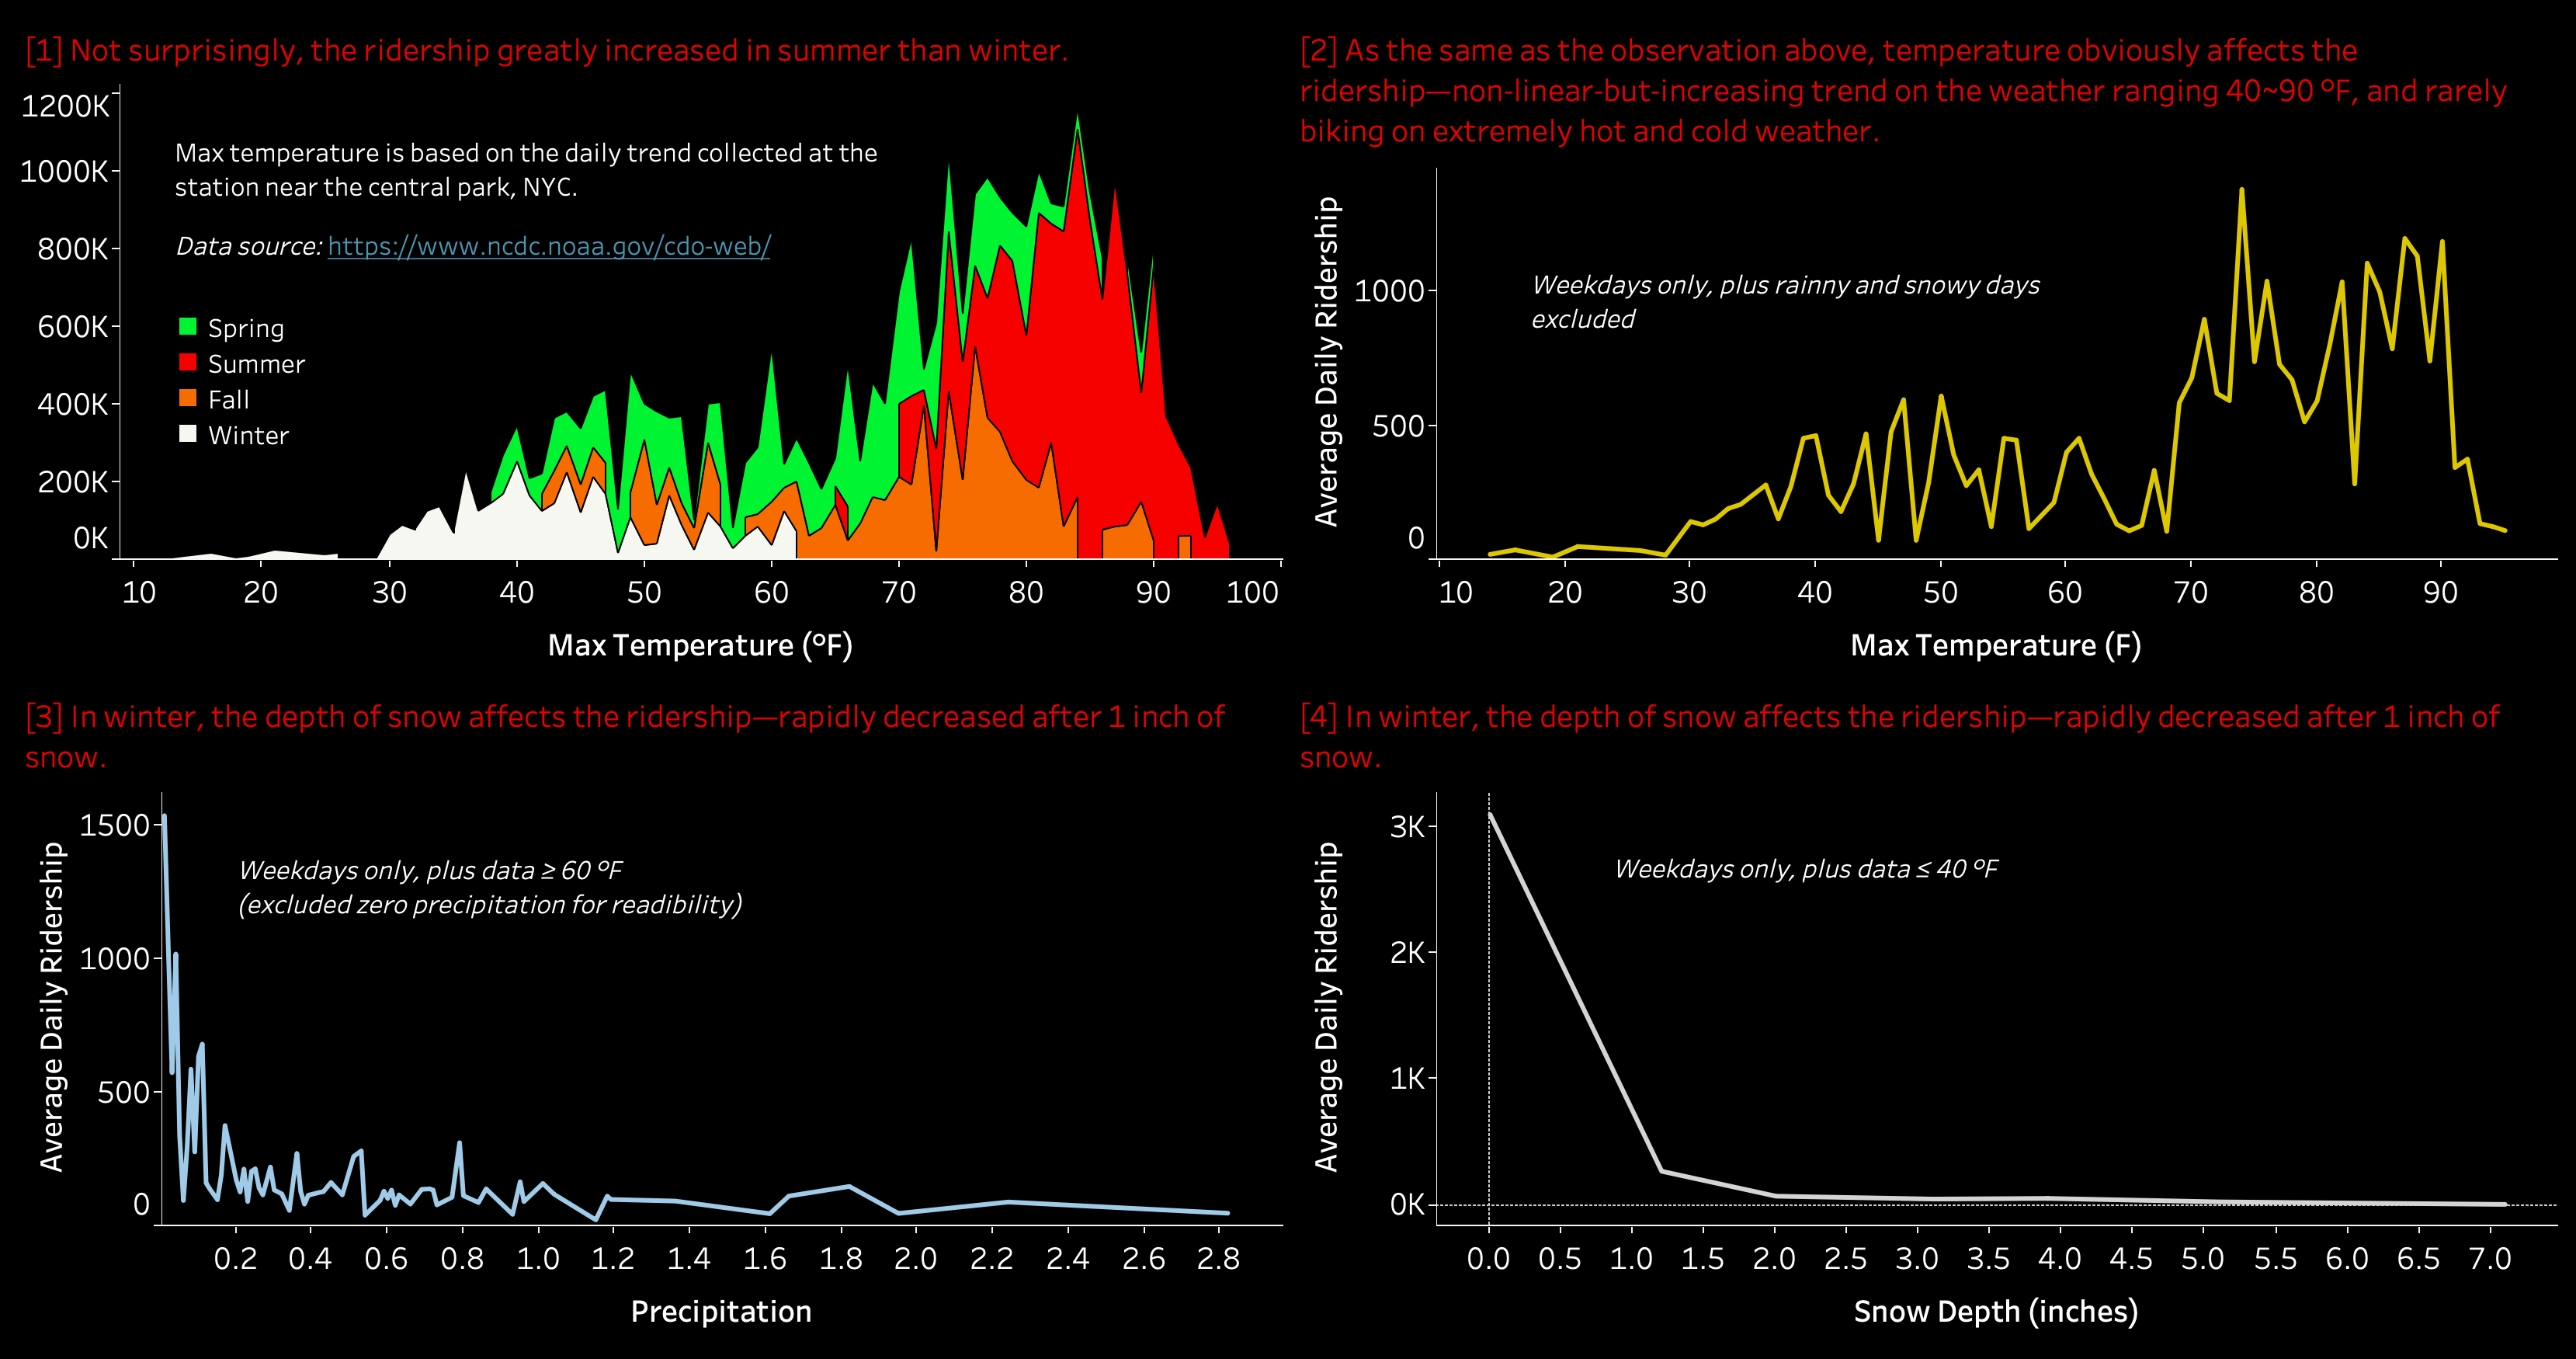 [1] Not surprisingly, the ridership greatly increased in summer than winter.
1200K
1000K
800K
600K
400K
200K
0K
Max temperature is based on the daily trend collected at the
station near the central park, NYC.
Data source: https://www.ncdc.noaa.gov/cdo-web/
Spring
Summer
Fall
Winter
10 20 30 40 50 60 70 80 90 100
Max Temperature (°F)
[2] As the same as the observation above, temperature obviously affects the
ridership—non-linear-but-increasing trend on the weather ranging 40~90 °F, and rarely
biking on extremely hot and cold weather.
Average Daily Ridership
1000
500
0
Weekdays only, plus rainny and snowy days
excluded
10 20 30 40 50 60 70 80 90
Max Temperature (F)
[3] In winter, the depth of snow affects the ridership—rapidly decreased after 1 inch of
snow.
Average Daily Ridership
1500
1000
500
0
Weekdays only, plus data ≥ 60 °F
(excluded zero precipitation for readibility)
0.2 0.4 0.6 0.8 1.0 1.2 1.4 1.6 1.8 2.0 2.2 2.4 2.6 2.8
Precipitation
[4] In winter, the depth of snow affects the ridership—rapidly decreased after 1 inch of
snow.
Average Daily Ridership
3K
2K
1K
0K
Weekdays only, plus data ≤ 40 °F
0.0 0.5 1.0 1.5 2.0 2.5 3.0 3.5 4.0 4.5 5.0 5.5 6.0 6.5 7.0
Snow Depth (inches)